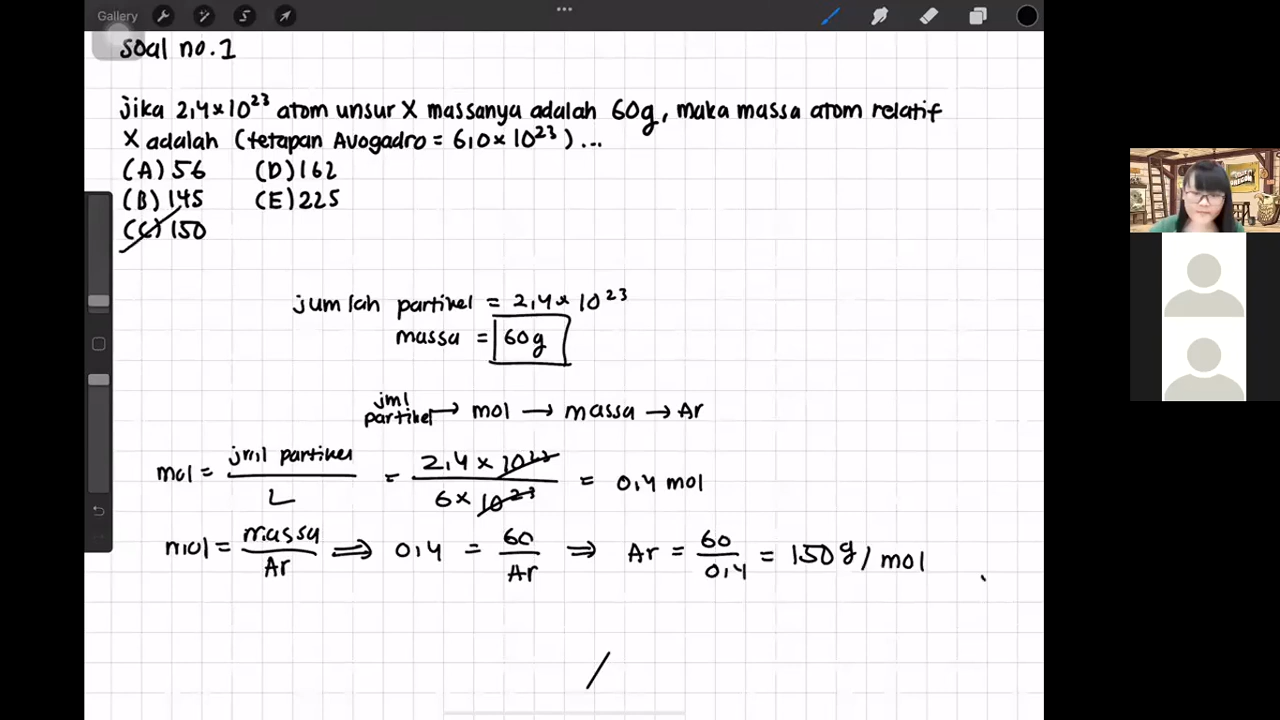 Gallery
soal no.1
jika 2,4 × 10²³ atom unsur X massanya adalah 60g, maka massa atom relatif
X adalah (tetapan Avogadro = 6,0 × 10²³) ...
(A) 56 (D) 162
(B) 145 (E) 225
(C) 150
jumlah partikel = 2,4 × 10²³
massa = 60g
jml partikel → mol → massa → Ar
mol = jml partikel / L = 2,4 × 10²³ / 6 × 10²³ = 0,4 mol
mol = massa / Ar ⇒ 0,4 = 60 / Ar ⇒ Ar = 60 / 0,4 = 150 g/mol